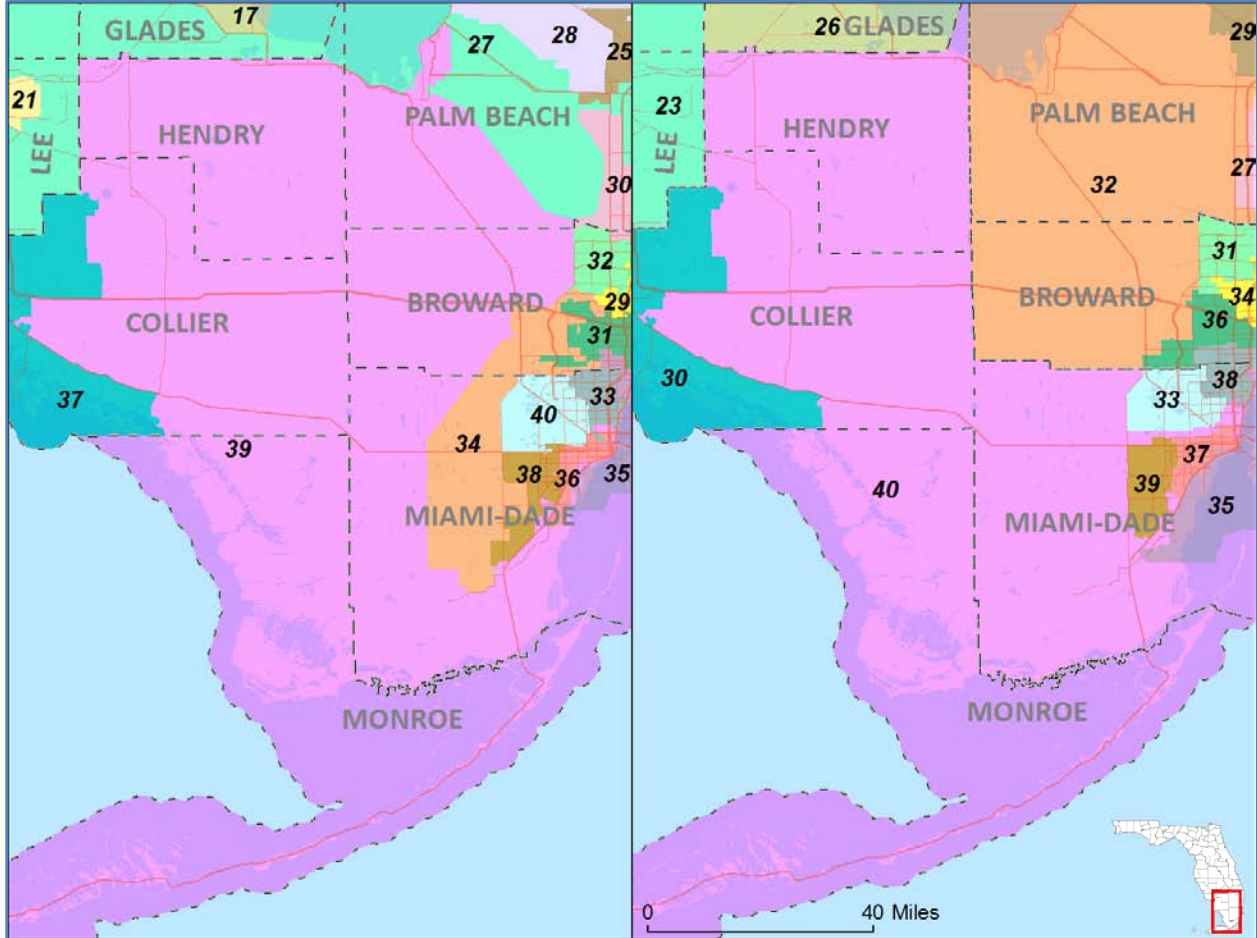 17
GLADES
27
28
25
21
LEE
HENDRY
PALM BEACH
30
32
BROWARD
29
31
COLLIER
37
39
34
40
33
38
36
35
MIAMI-DADE
MONROE
26
GLADES
29
23
LEE
HENDRY
PALM BEACH
32
27
31
BROWARD
34
36
COLLIER
30
38
33
37
39
40
35
MIAMI-DADE
MONROE
0 40 Miles